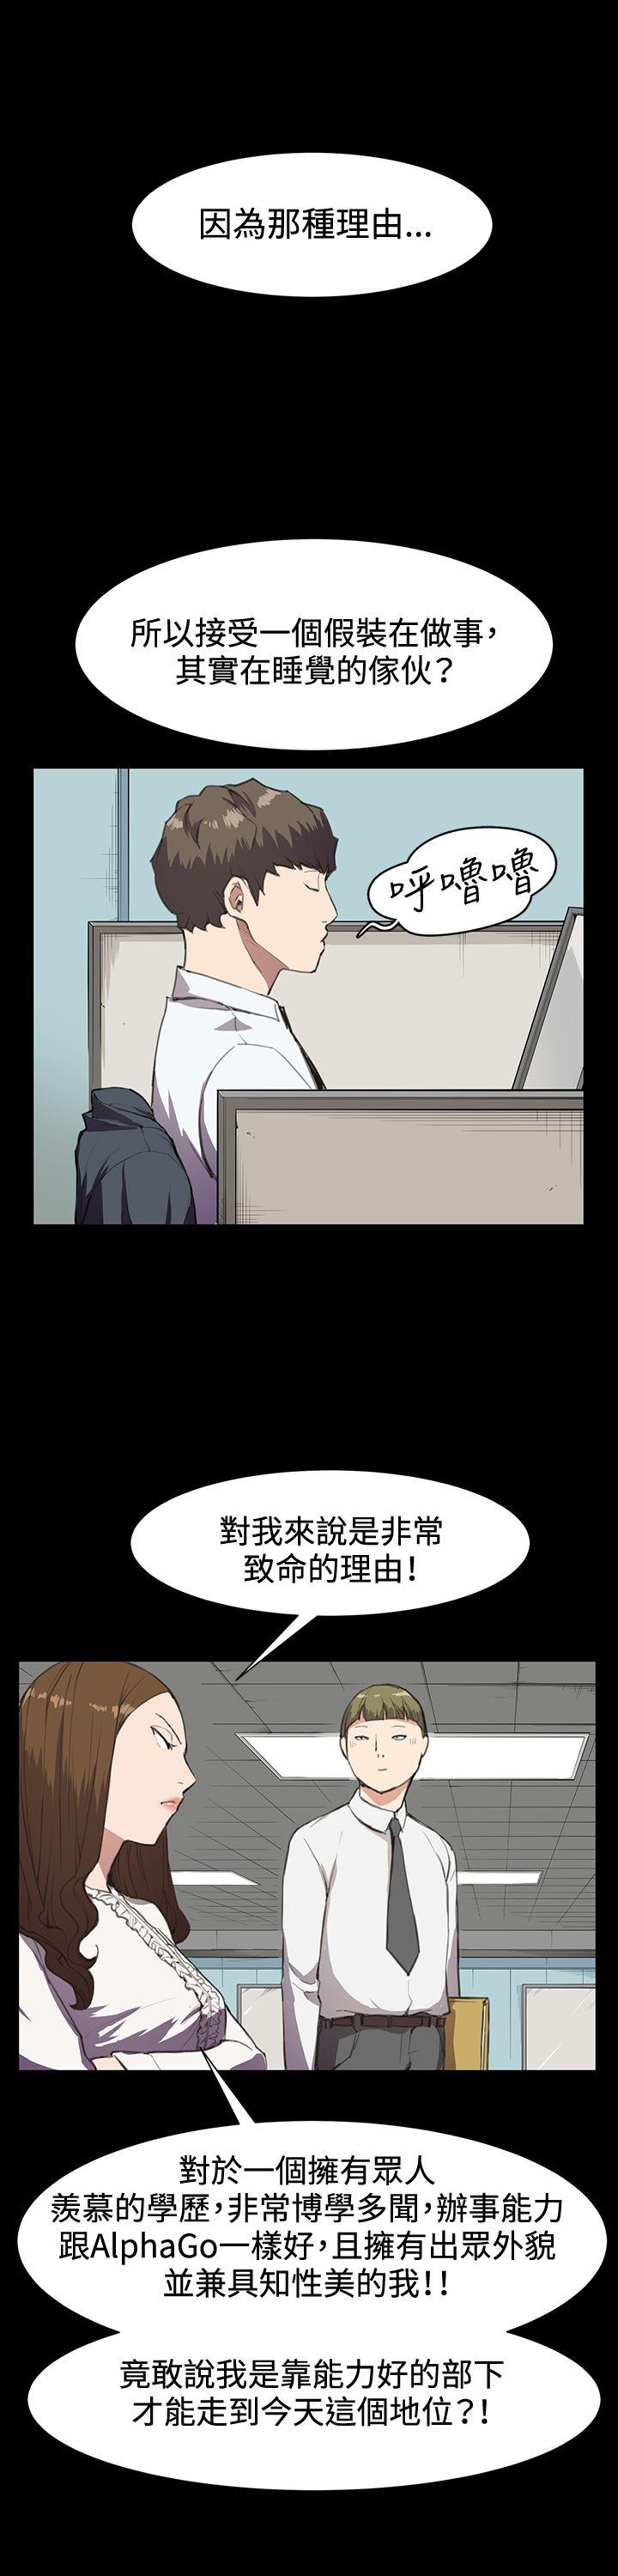 因為那種理由...
所以接受一個假裝在做事，
其實在睡覺的傢伙？
呼嚕嚕
對我來說是非常
致命的理由！
對於一個擁有眾人
羨慕的學歷，非常博學多聞，辦事能力
跟AlphaGo一樣好，且擁有出眾外貌
並兼具知性美的我！！
竟敢說我是靠能力好的部下
才能走到今天這個地位？！